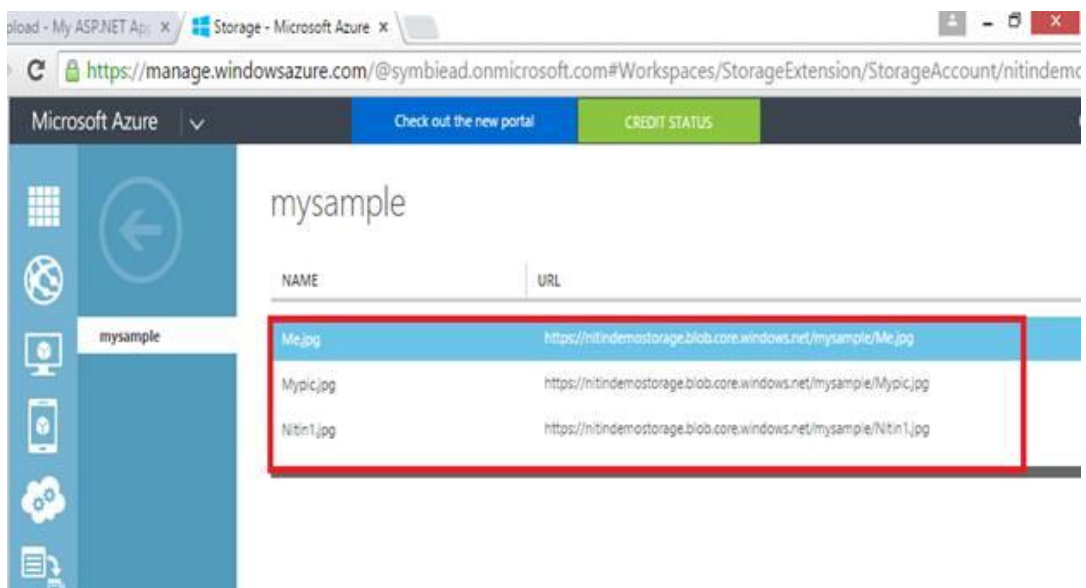 pload - My ASP.NET Ap
Storage - Microsoft Azure
https://manage.windowsazure.com/@symbiead.onmicrosoft.com#Workspaces/StorageExtension/StorageAccount/nitindemo
Microsoft Azure
Check out the new portal
CREDIT STATUS
mysample
mysample
NAME URL
Me.jpg https://nitindemostorage.blob.core.windows.net/mysample/Me.jpg
Mypic.jpg https://nitindemostorage.blob.core.windows.net/mysample/Mypic.jpg
Nitin1.jpg https://nitindemostorage.blob.core.windows.net/mysample/Nitin1.jpg